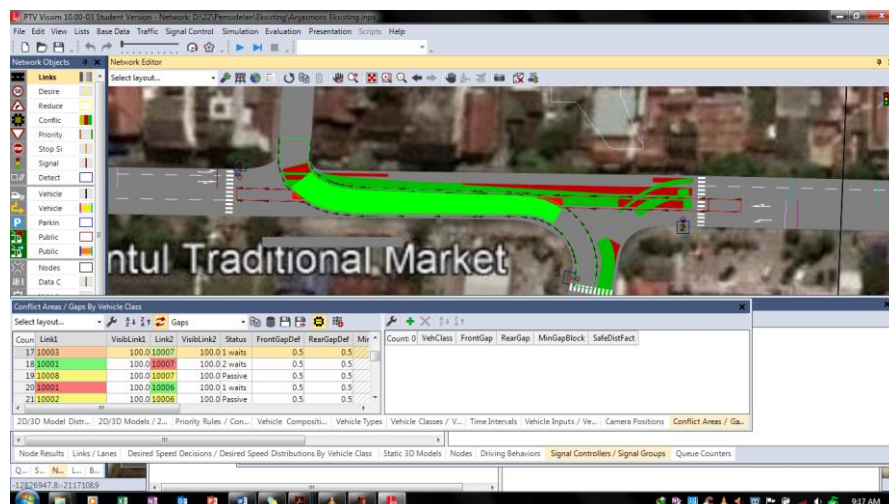 PTV Vissim 10.00-03 Student Version - Network: D:\22\Pemodelan\Eksisting\Anjasmoro Eksisting.inpx
File Edit View Lists Base Data Traffic Signal Control Simulation Evaluation Presentation Scripts Help
Network Objects
Network Editor
Links
Select layout...
Desire
Reduce
Conflic
Priority
Stop Si
Signal
Detect
Vehicle
Vehicle
Parkin
Public
Public
Nodes
Data C
2
ntul Traditional Market
Conflict Areas / Gaps By Vehicle Class
Select layout... Gaps
Coun Link1 VisibLink1 Link2 VisibLink2 Status FrontGapDef RearGapDef Mir
Count: 0 VehClass FrontGap RearGap MinGapBlock SafeDistFact
17 10003 100.0 10007 100.0 1 waits 0.5 0.5
18 10001 100.0 10007 100.0 2 waits 0.5 0.5
19 10008 100.0 10002 100.0 Passive 0.5 0.5
20 10001 100.0 10006 100.0 1 waits 0.5 0.5
21 10002 100.0 10006 100.0 Passive 0.5 0.5
2D/3D Model Distr... 2D/3D Models / 2... Priority Rules / Con... Vehicle Compositi... Vehicle Types Vehicle Classes / V... Time Intervals Vehicle Inputs / Ve... Camera Positions Conflict Areas / Ga...
Node Results Links / Lanes Desired Speed Decisions / Desired Speed Distributions By Vehicle Class Static 3D Models Nodes Driving Behaviors Signal Controllers / Signal Groups Queue Counters
Q... S... N... L... B...
-12826947.8:-2117108.9
9:17 AM